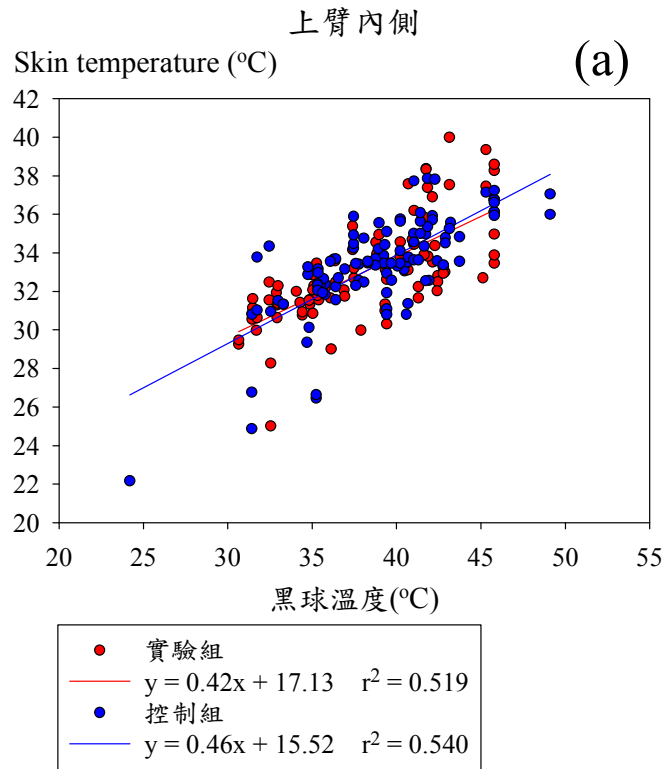 上臂內側
Skin temperature (°C)
(a)
42
40
38
36
34
32
30
28
26
24
22
20
20 25 30 35 40 45 50 55
黑球溫度(°C)
實驗組
y = 0.42x + 17.13 r² = 0.519
控制組
y = 0.46x + 15.52 r² = 0.540